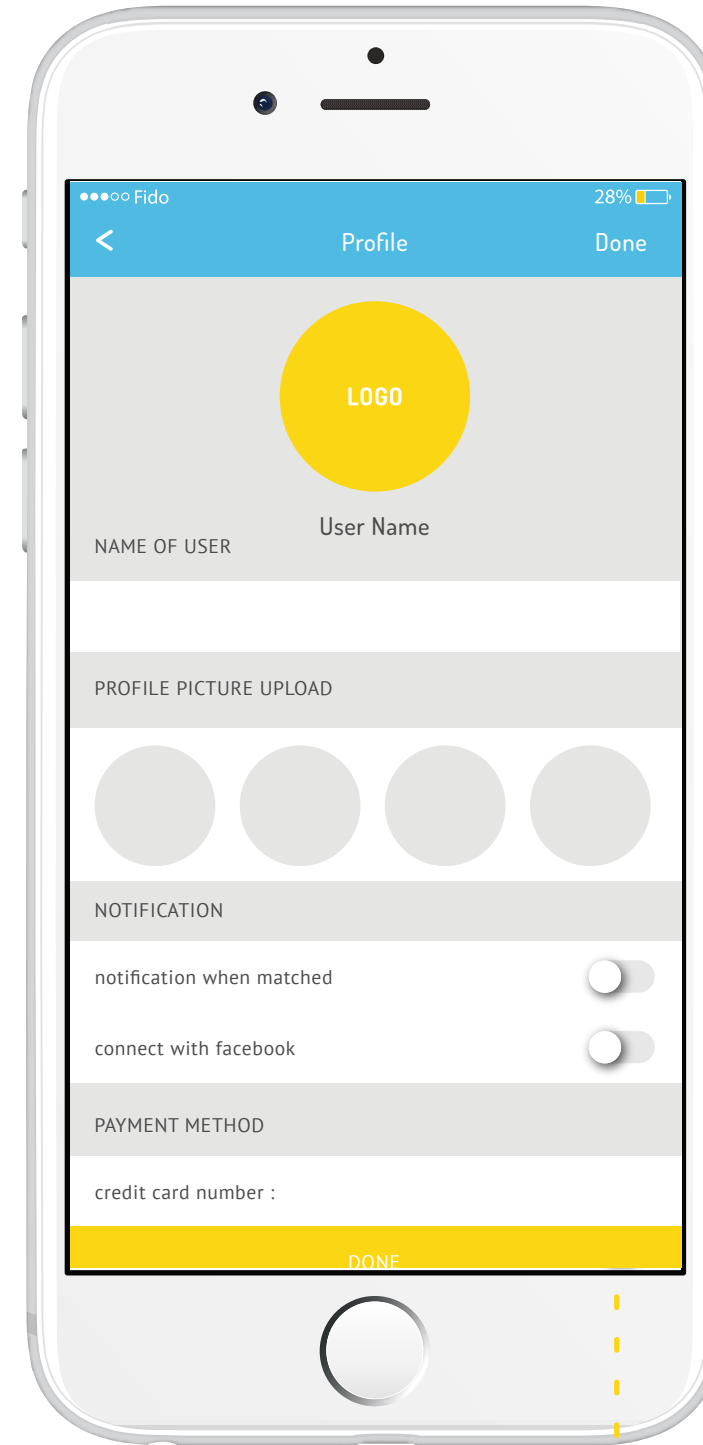 Fido 28%
< Profile Done
LOGO
User Name
NAME OF USER
PROFILE PICTURE UPLOAD
NOTIFICATION
notification when matched
connect with facebook
PAYMENT METHOD
credit card number :
DONE